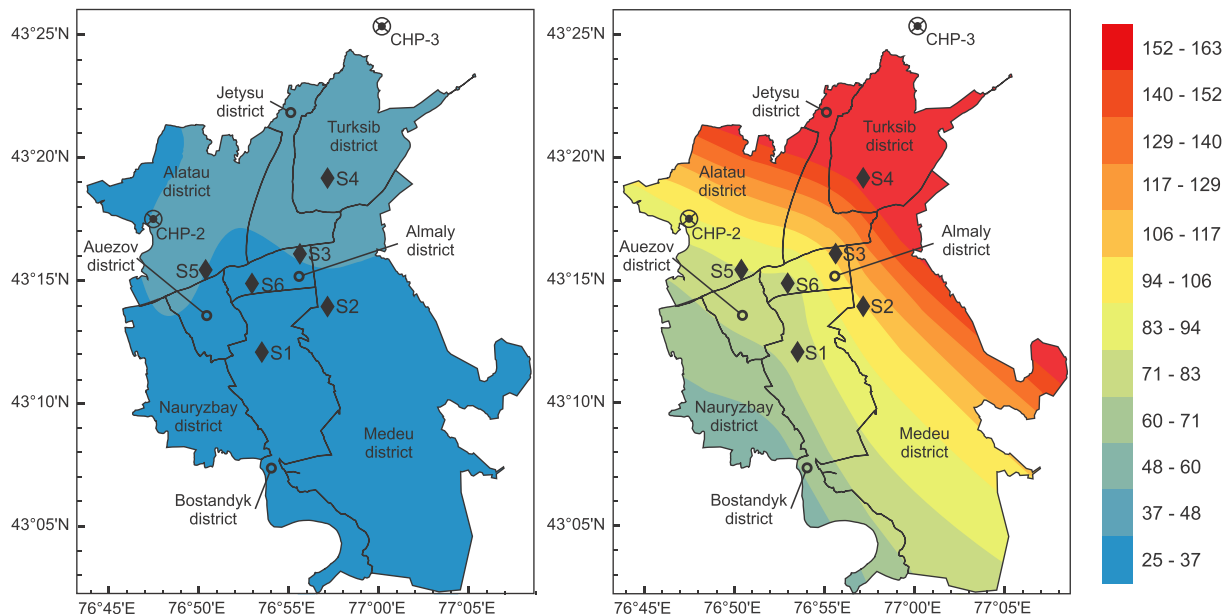 43°25'N
43°20'N
43°15'N
43°10'N
43°05'N
76°45'E
76°50'E
76°55'E
77°00'E
77°05'E
CHP-3
Jetysu
district
Turksib
district
Alatau
district
S4
CHP-2
Auezov
district
Almaly
district
S3
S5
S6
S2
S1
Nauryzbay
district
Medeu
district
Bostandyk
district
43°25'N
43°20'N
43°15'N
43°10'N
43°05'N
76°45'E
76°50'E
76°55'E
77°00'E
77°05'E
CHP-3
Jetysu
district
Turksib
district
Alatau
district
S4
CHP-2
Auezov
district
Almaly
district
S3
S5
S6
S2
S1
Nauryzbay
district
Medeu
district
Bostandyk
district
152 - 163
140 - 152
129 - 140
117 - 129
106 - 117
94 - 106
83 - 94
71 - 83
60 - 71
48 - 60
37 - 48
25 - 37